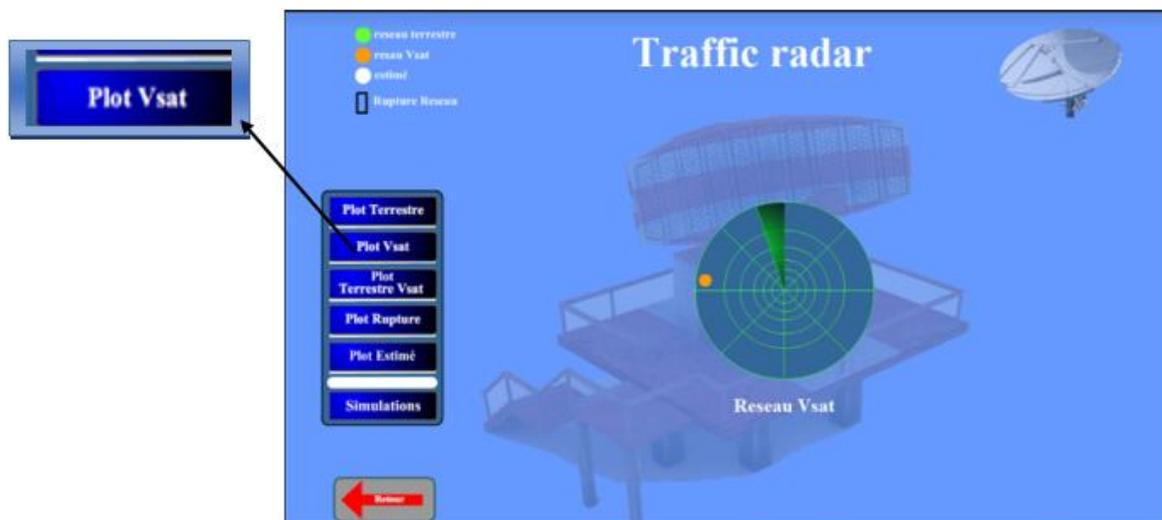 Plot Vsat
reseau terrestre
resau Vsat
estimé
Rupture Reseau
Traffic radar
Plot Terrestre
Plot Vsat
Plot
Terrestre Vsat
Plot Rupture
Plot Estimé
Simulations
Reseau Vsat
Retour